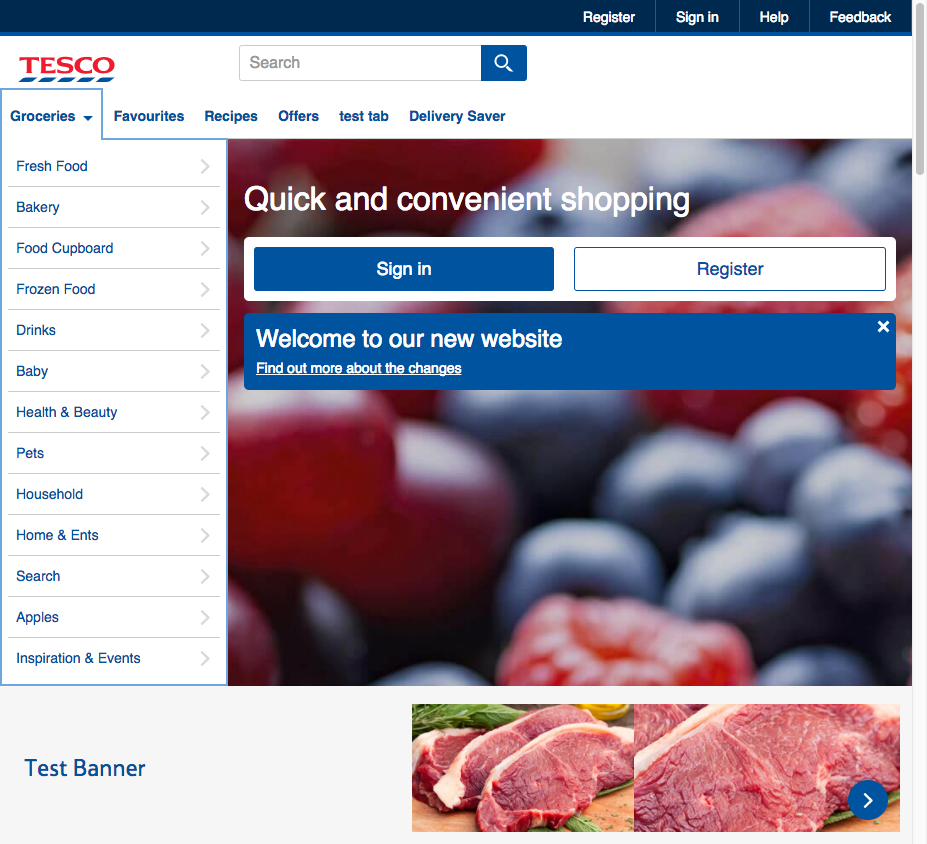 Register
Sign in
Help
Feedback
TESCO
Search
Groceries
Favourites
Recipes
Offers
test tab
Delivery Saver
Fresh Food
Bakery
Food Cupboard
Frozen Food
Drinks
Baby
Health & Beauty
Pets
Household
Home & Ents
Search
Apples
Inspiration & Events
Quick and convenient shopping
Sign in
Register
Welcome to our new website
Find out more about the changes
Test Banner